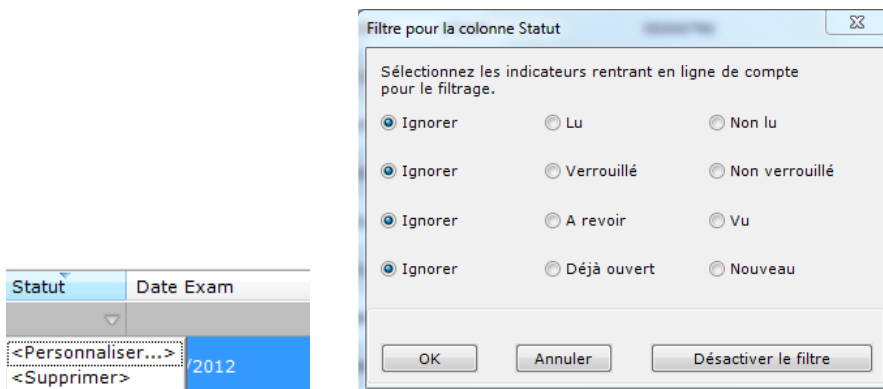 Filtre pour la colonne Statut
Sélectionnez les indicateurs rentrant en ligne de compte
pour le filtrage.
Ignorer Lu Non lu
Ignorer Verrouillé Non verrouillé
Ignorer A revoir Vu
Ignorer Déjà ouvert Nouveau
OK Annuler Désactiver le filtre
Statut Date Exam
<Personnaliser...> /2012
<Supprimer>